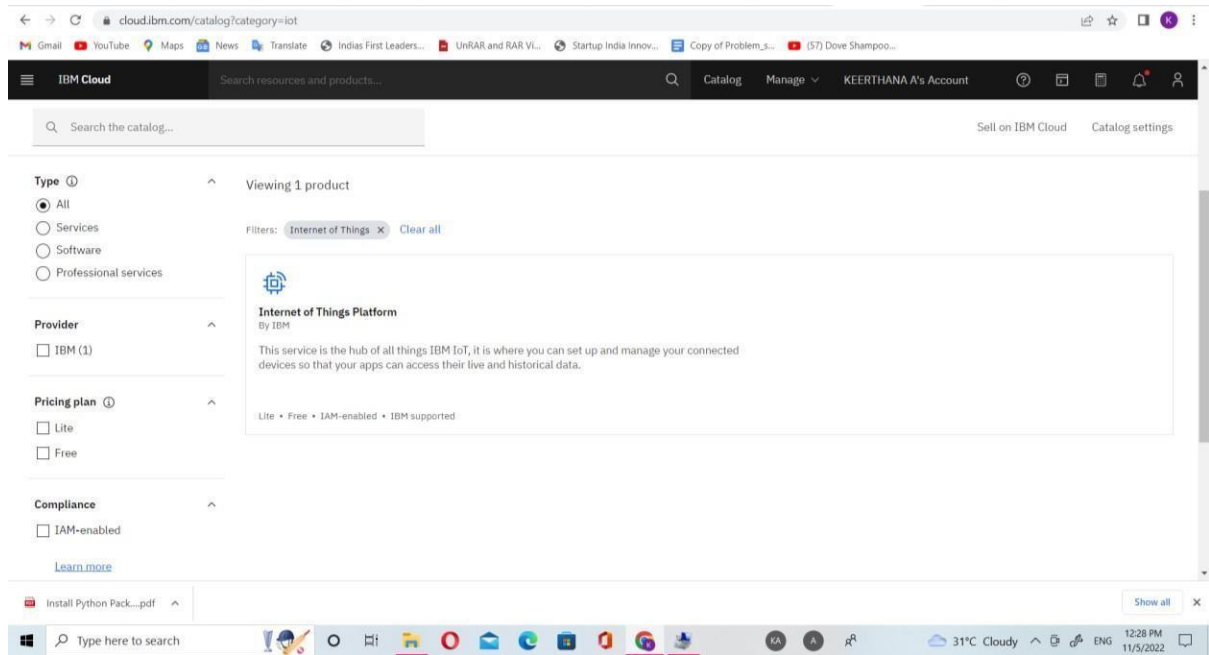 cloud.ibm.com/catalog?category=iot
K
Gmail YouTube Maps News Translate Indias First Leaders... UnRAR and RAR Vi... Startup India Innov... Copy of Problem_s... (57) Dove Shampoo...
IBM Cloud Search resources and products... Catalog Manage KEERTHANA A's Account
Search the catalog... Sell on IBM Cloud Catalog settings
Type
All
Services
Software
Professional services
Provider
IBM (1)
Pricing plan
Lite
Free
Compliance
IAM-enabled
Learn more
Viewing 1 product
Filters: Internet of Things × Clear all
Internet of Things Platform
By IBM
This service is the hub of all things IBM IoT, it is where you can set up and manage your connected
devices so that your apps can access their live and historical data.
Lite • Free • IAM-enabled • IBM supported
Install Python Pack....pdf Show all
Type here to search KA A 31°C Cloudy ENG 12:28 PM
11/5/2022